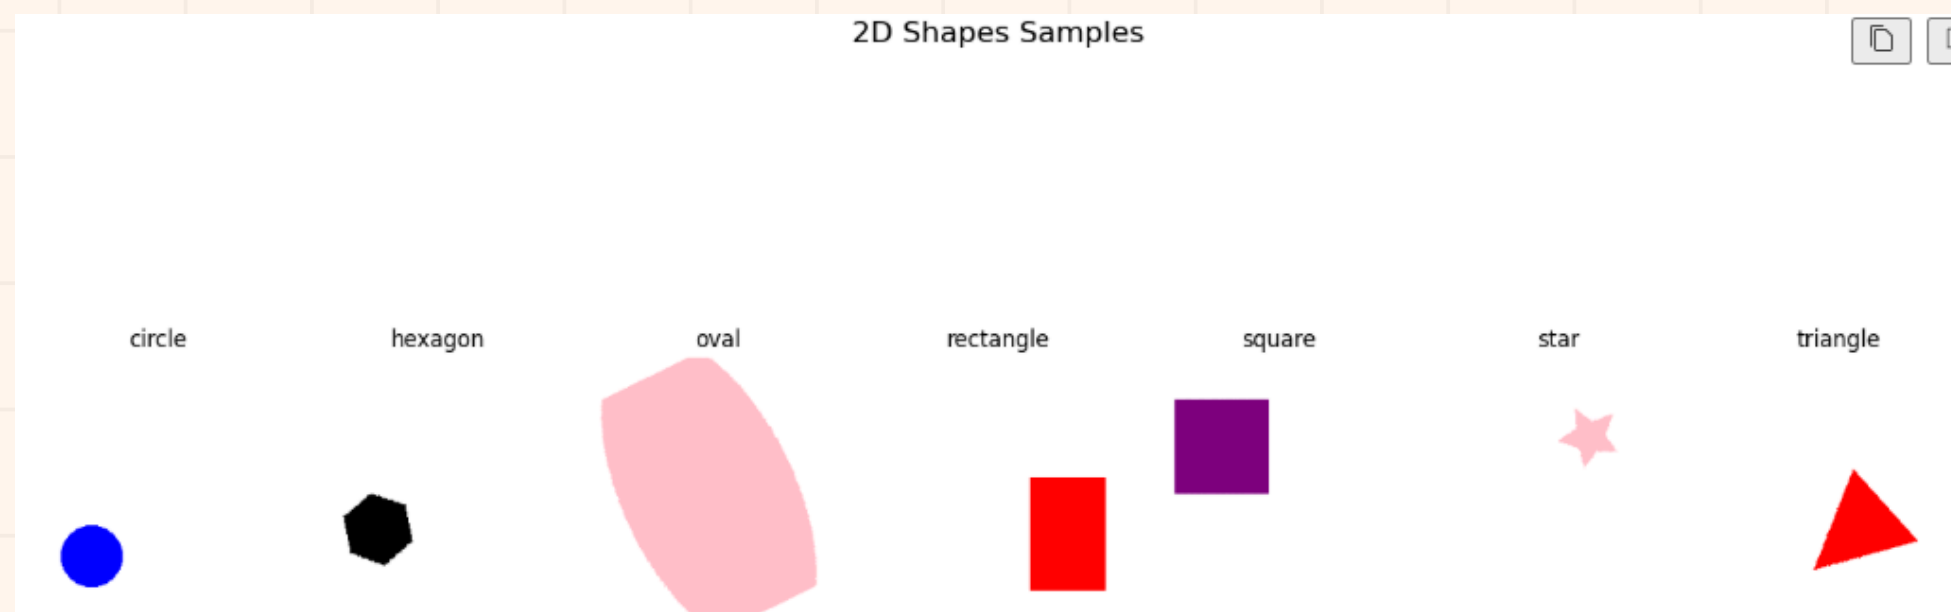 2D Shapes Samples
circle hexagon oval rectangle square star triangle